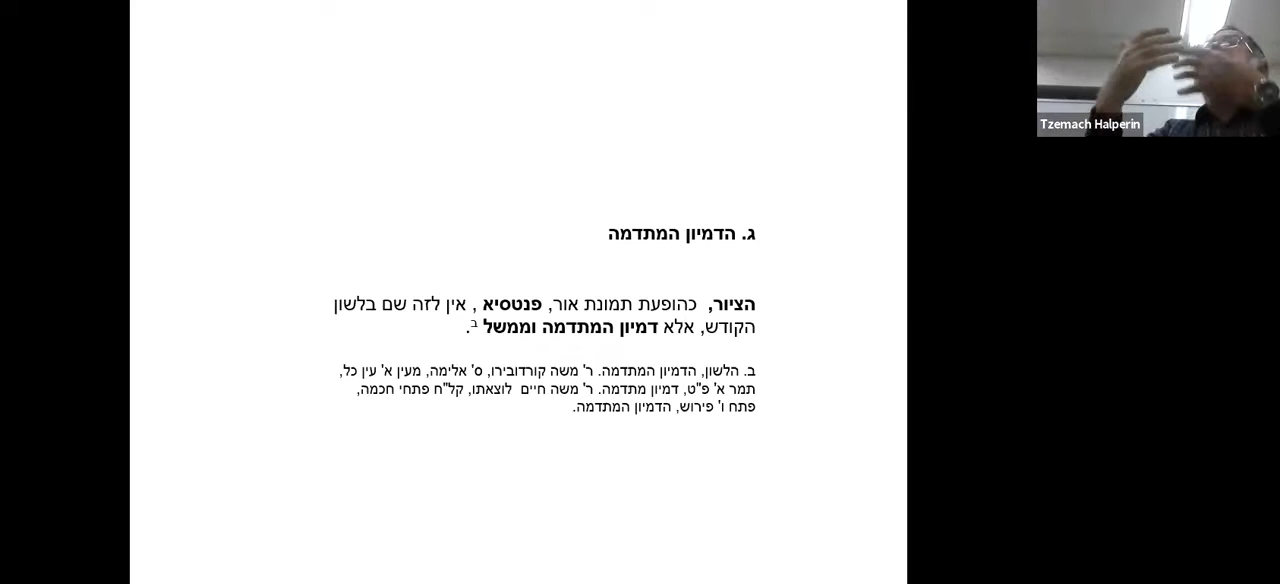 ג. הדמיון המתדמה
הציור, כהופעת תמונת אור, פנטסיא , אין לזה שם בלשון
הקודש, אלא דמיון המתדמה וממשל ב.
ב. הלשון, הדמיון המתדמה. ר' משה קורדובירו, ס' אלימה, מעין א' עין כל,
תמר א' פ"ט, דמיון מתדמה. ר' משה חיים לוצאתו, קל"ח פתחי חכמה,
פתח ו' פירוש, הדמיון המתדמה.
Tzemach Halperin